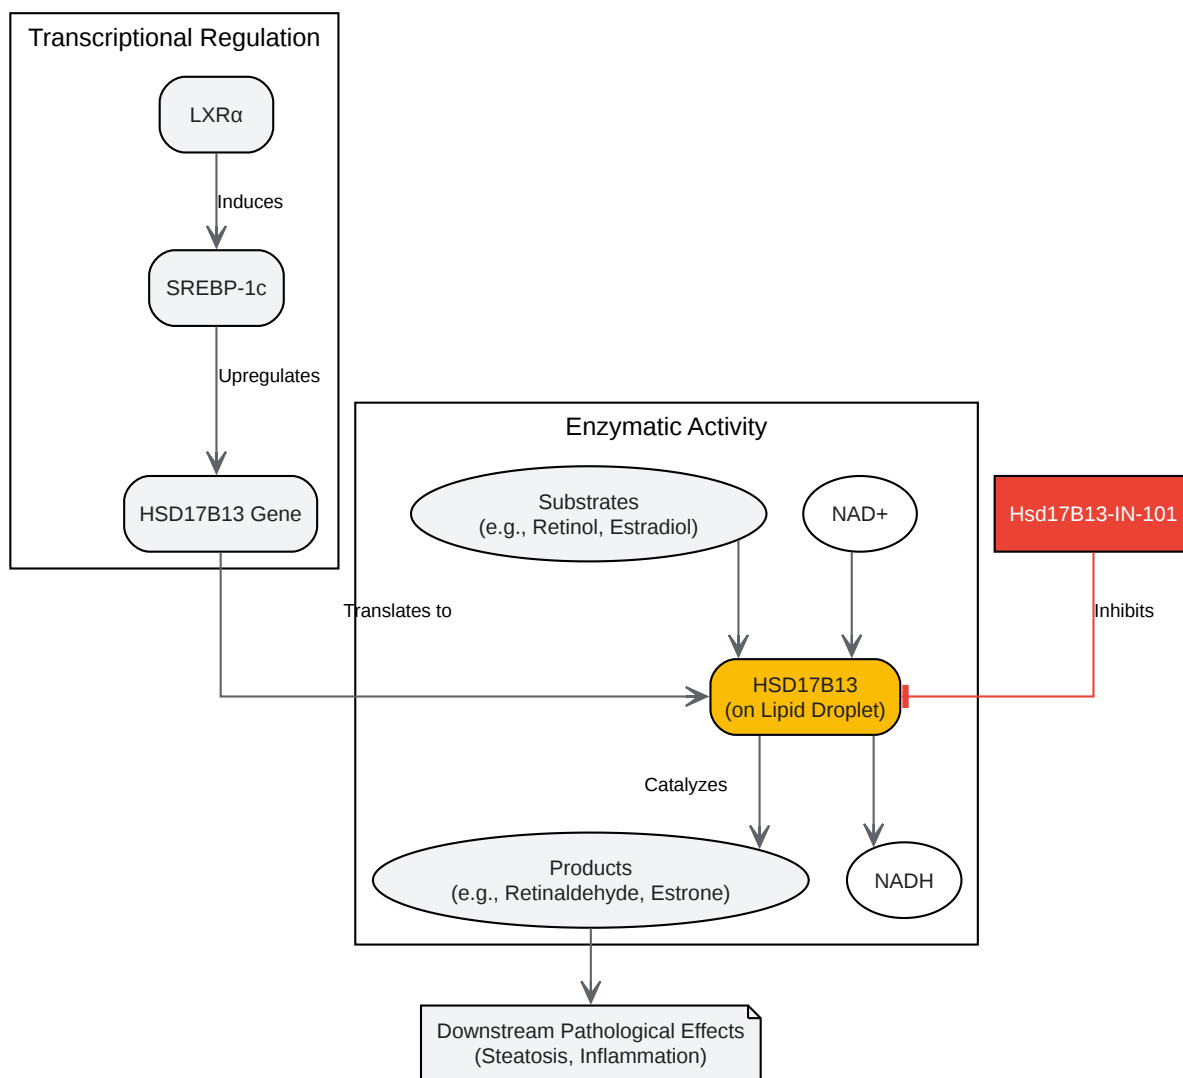 Transcriptional Regulation
LXRα
Induces
SREBP-1c
Upregulates
Enzymatic Activity
HSD17B13 Gene
Substrates
(e.g., Retinol, Estradiol)
NAD+
Hsd17B13-IN-101
Translates to
Inhibits
HSD17B13
(on Lipid Droplet)
Catalyzes
Products
(e.g., Retinaldehyde, Estrone)
NADH
Downstream Pathological Effects
(Steatosis, Inflammation)